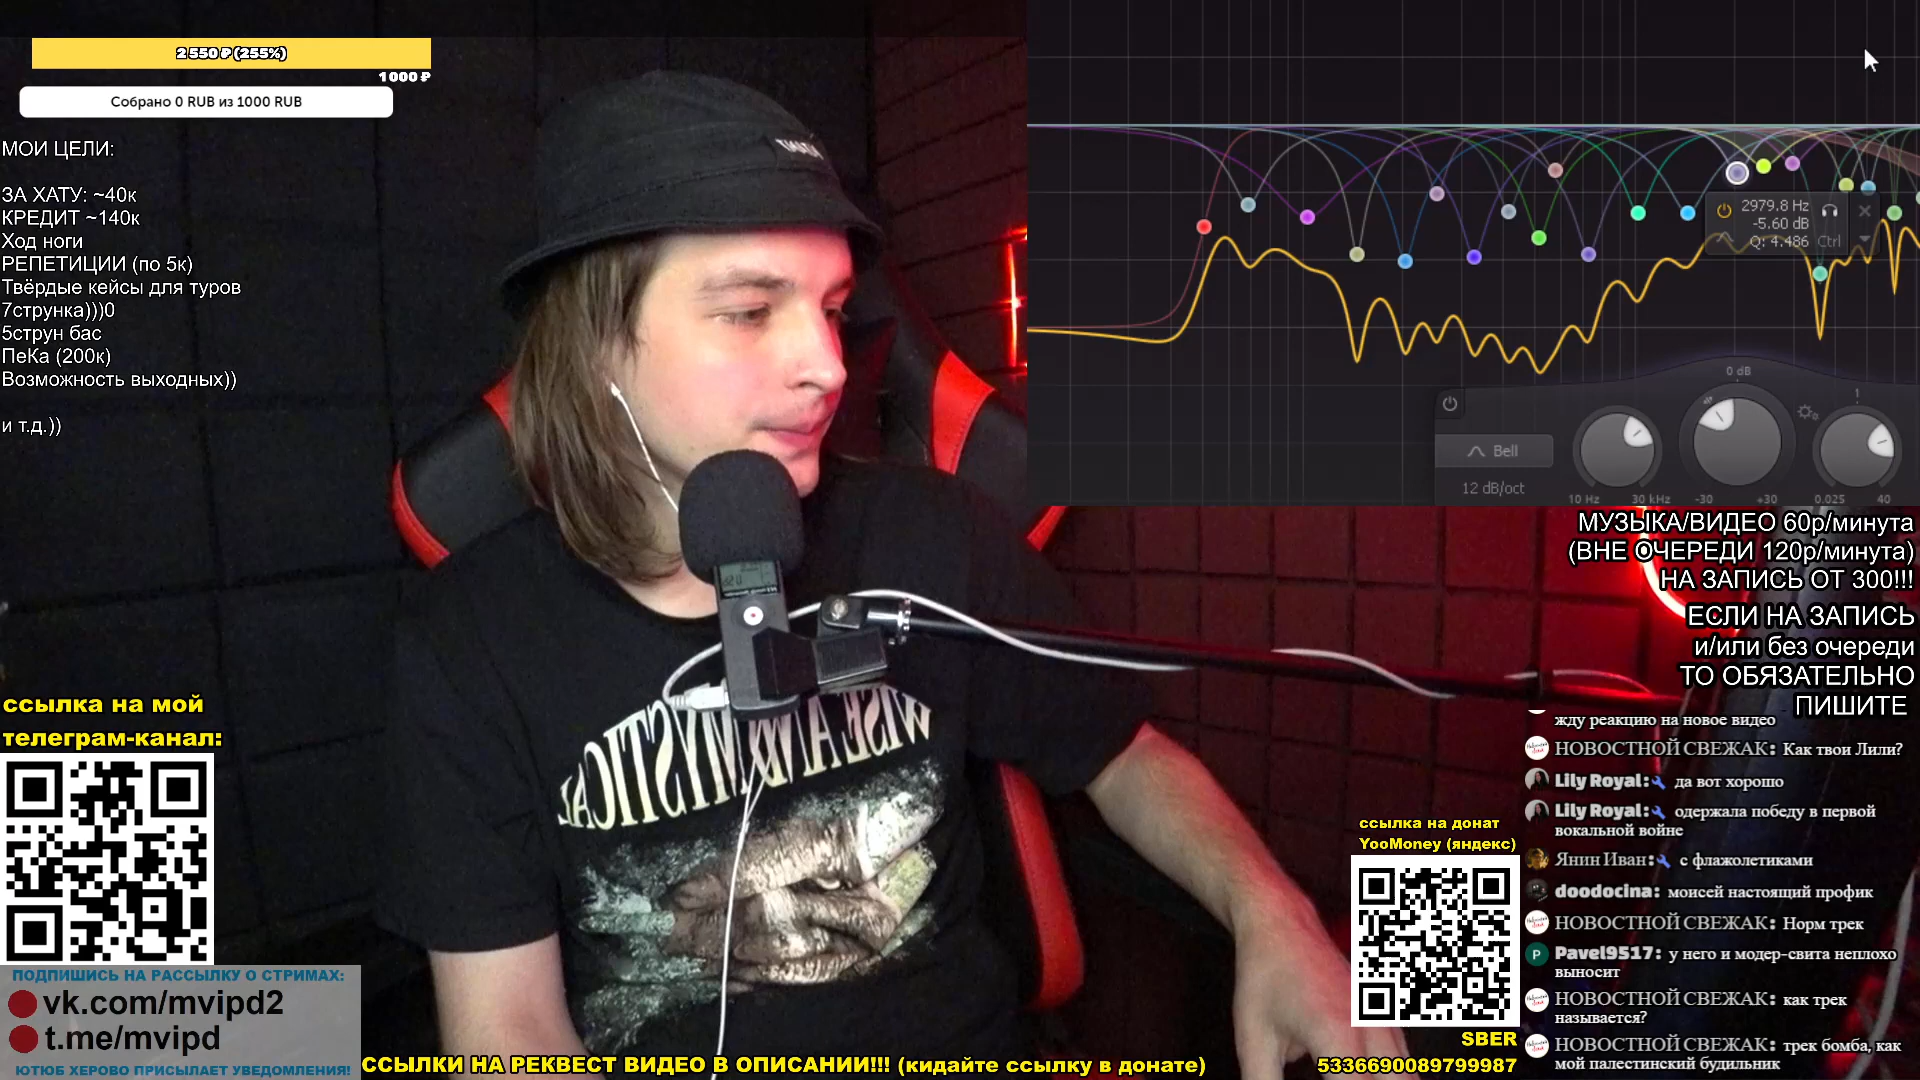 2 550 ₽ (255%)
1 000 ₽
Собрано 0 RUB из 1000 RUB
МОИ ЦЕЛИ:
ЗА ХАТУ: ~40к
КРЕДИТ ~140к
Ход ноги
РЕПЕТИЦИИ (по 5к)
Твёрдые кейсы для туров
7струнка)))0
5струн бас
ПеКа (200к)
Возможность выходных))
и т.д.))
ссылка на мой
телеграм-канал:
ПОДПИШИСЬ НА РАССЫЛКУ О СТРИМАХ:
vk.com/mvipd2
t.me/mvipd
ЮТЮБ ХЕРОВО ПРИСЫЛАЕТ УВЕДОМЛЕНИЯ!
WISE AND MYSTICAL
2979.8 Hz
-5.60 dB
Q: 4.486 Ctrl
0 dB
1
Bell
12 dB/oct
10 Hz 30 kHz -30 +30 0.025 40
МУЗЫКА/ВИДЕО 60р/минута
(ВНЕ ОЧЕРЕДИ 120р/минута)
НА ЗАПИСЬ ОТ 300!!!
ЕСЛИ НА ЗАПИСЬ
и/или без очереди
ТО ОБЯЗАТЕЛЬНО
ПИШИТЕ
жду реакцию на новое видео
НОВОСТНОЙ СВЕЖАК: Как твои Лили?
Lily Royal: да вот хорошо
Lily Royal: одержала победу в первой
вокальной войне
Янин Иван: с флажолетиками
doodocina: моисей настоящий профик
НОВОСТНОЙ СВЕЖАК: Норм трек
P Pavel9517: у него и модер-свита неплохо
выносит
НОВОСТНОЙ СВЕЖАК: как трек
называется?
НОВОСТНОЙ СВЕЖАК: трек бомба, как
мой палестинский будильник
ссылка на донат
YooMoney (яндекс)
SBER
5336690089799987
ССЫЛКИ НА РЕКВЕСТ ВИДЕО В ОПИСАНИИ!!! (кидайте ссылку в донате)